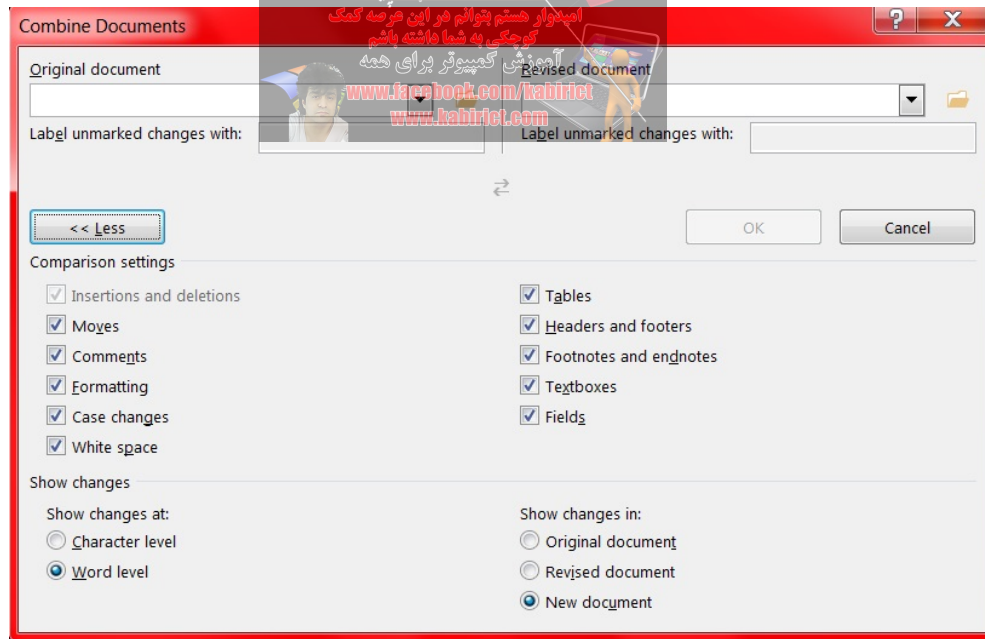 Combine Documents
امیدوار هستم بتوانم در این عرصه کمک
کوچکی به شما داشته باشم
آموزش کمپیوتر برای همه
www.facebook.com/kabirict
www.kabirict.com
Original document
Revised document
Label unmarked changes with:
Label unmarked changes with:
<< Less
OK
Cancel
Comparison settings
Insertions and deletions
Tables
Moves
Headers and footers
Comments
Footnotes and endnotes
Formatting
Textboxes
Case changes
Fields
White space
Show changes
Show changes at:
Show changes in:
Character level
Original document
Word level
Revised document
New document